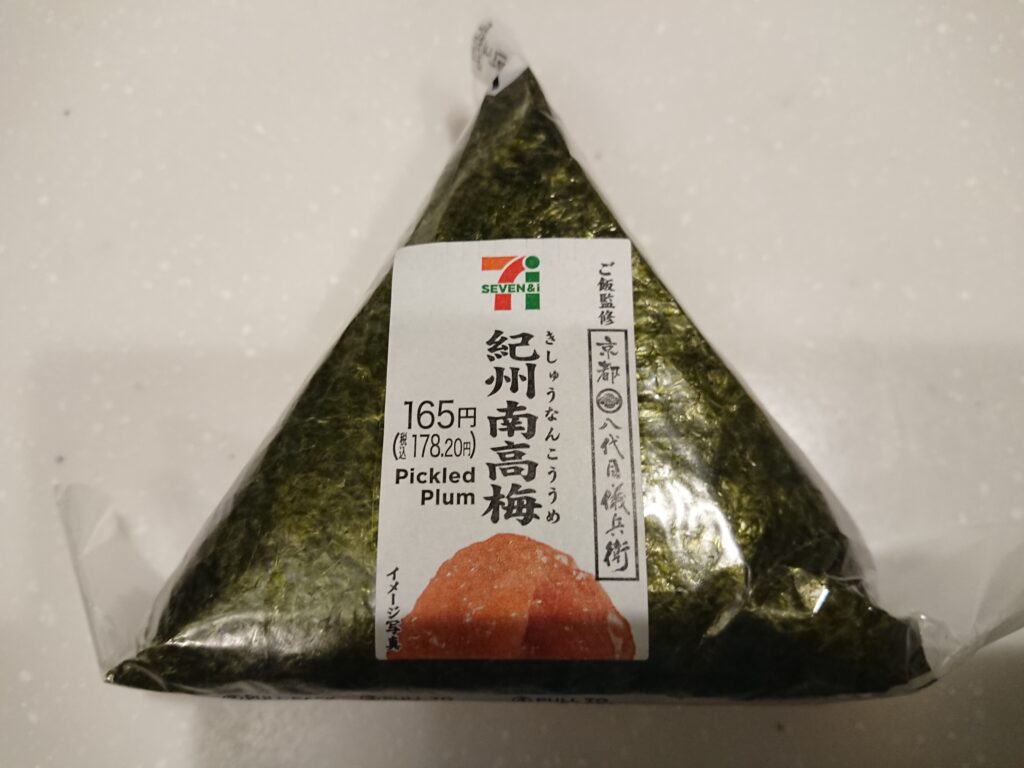 7i
SEVEN&i
ご飯監修
京都 八代目儀兵衛
きしゅうなんこううめ
紀州南高梅
165円
(税込178.20円)
Pickled
Plum
イメージ写真